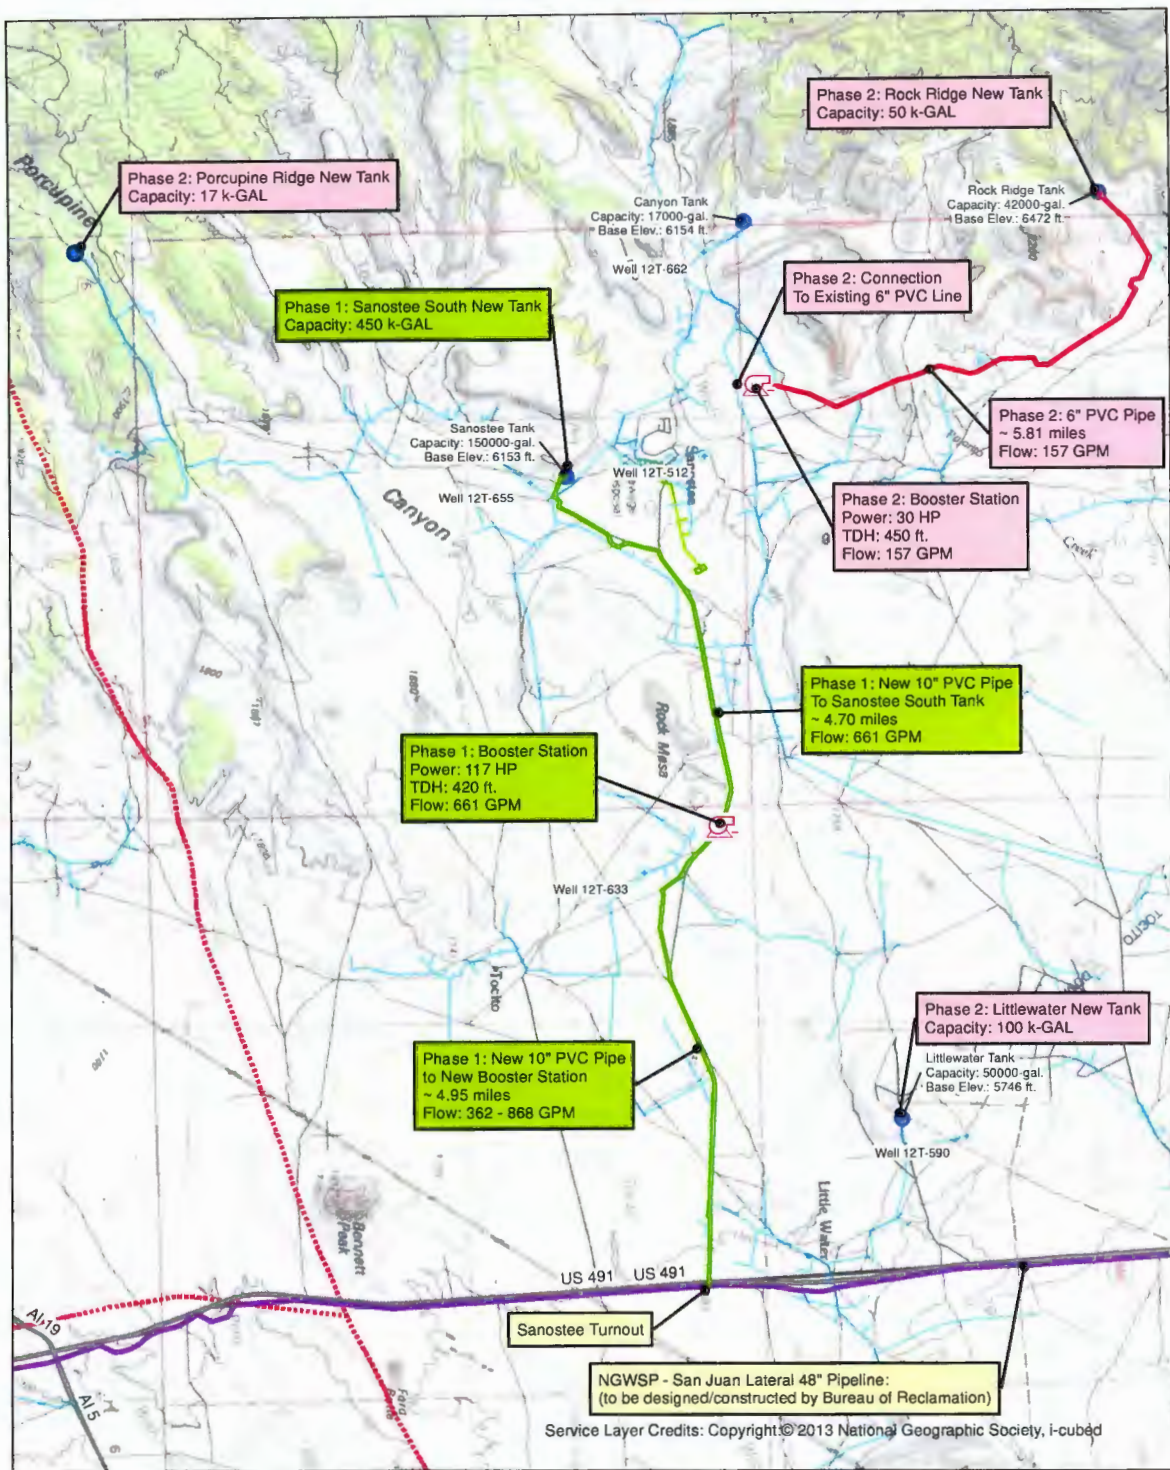 Phase 2: Rock Ridge New Tank
Capacity: 50 k-GAL
Porcupine
Phase 2: Porcupine Ridge New Tank
Capacity: 17 k-GAL
Rock Ridge Tank
Capacity: 42000-gal.
Base Elev.: 6472 ft.
Canyon Tank
Capacity: 17000-gal.
Base Elev.: 6154 ft.
Well 12T-662
Phase 2: Connection
To Existing 6" PVC Line
Phase 1: Sanostee South New Tank
Capacity: 450 k-GAL
Phase 2: 6" PVC Pipe
~ 5.81 miles
Flow: 157 GPM
Sanostee Tank
Capacity: 150000-gal.
Base Elev.: 6153 ft.
Well 12T-512
Sanostee
Well 12T-655
Canyon
Phase 2: Booster Station
Power: 30 HP
TDH: 450 ft.
Flow: 157 GPM
Creek
Phase 1: New 10" PVC Pipe
To Sanostee South Tank
~ 4.70 miles
Flow: 661 GPM
Rock Mesa
Phase 1: Booster Station
Power: 117 HP
TDH: 420 ft.
Flow: 661 GPM
Well 12T-633
TOCITO
Tocito
Phase 2: Littlewater New Tank
Capacity: 100 k-GAL
Littlewater Tank
Capacity: 50000-gal.
Base Elev.: 5746 ft.
Phase 1: New 10" PVC Pipe
to New Booster Station
~ 4.95 miles
Flow: 362 - 868 GPM
Well 12T-590
Little Water
Bennett
Peak
US 491 US 491
AI 19
Sanostee Turnout
NGWSP - San Juan Lateral 48" Pipeline:
(to be designed/constructed by Bureau of Reclamation)
AI 5
Service Layer Credits: Copyright:© 2013 National Geographic Society, i-cubed